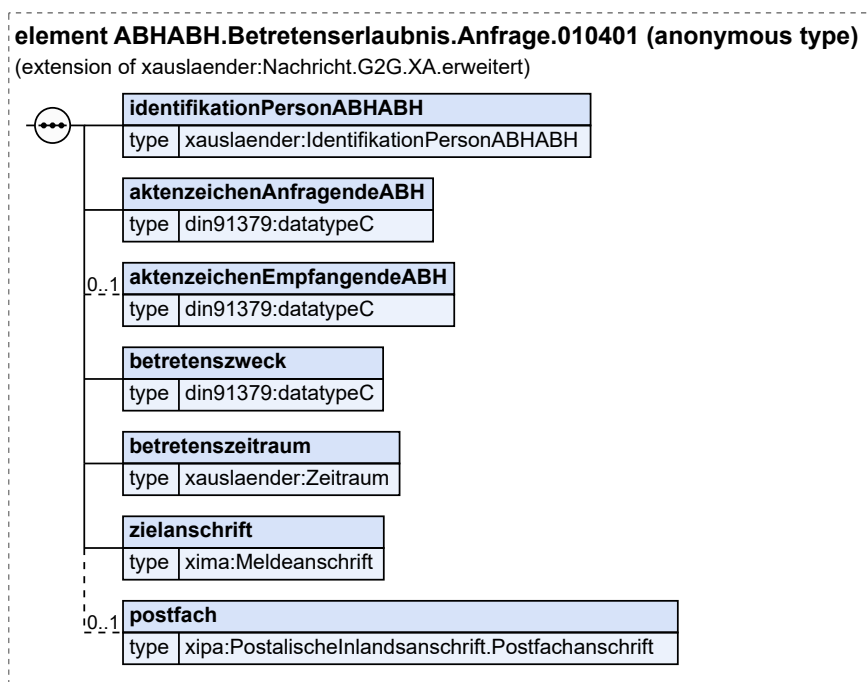 element ABHABH.Betretenserlaubnis.Anfrage.010401 (anonymous type)
(extension of xauslaender:Nachricht.G2G.XA.erweitert)
identifikationPersonABHABH
type xauslaender:IdentifikationPersonABHABH
aktenzeichenAnfragendeABH
type din91379:datatypeC
0..1 aktenzeichenEmpfangendeABH
type din91379:datatypeC
betretenszweck
type din91379:datatypeC
betretenszeitraum
type xauslaender:Zeitraum
zielanschrift
type xima:Meldeanschrift
0..1 postfach
type xipa:PostalischeInlandsanschrift.Postfachanschrift